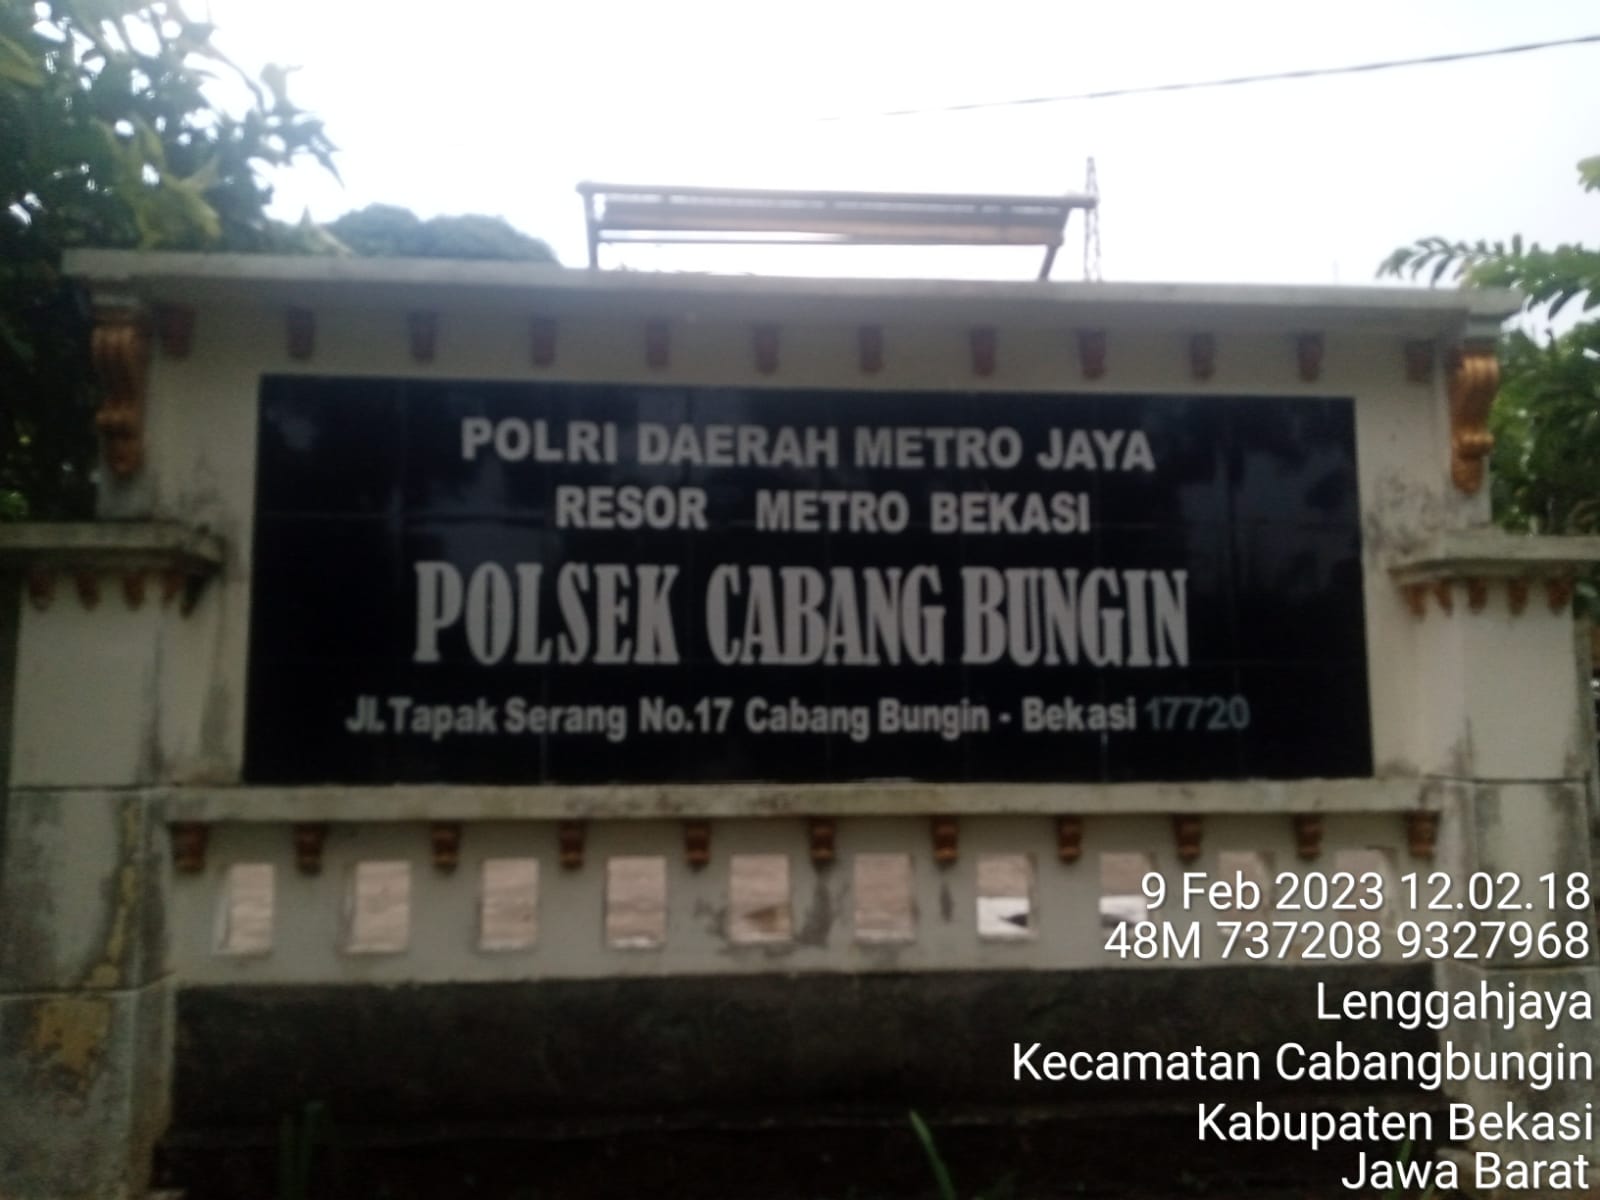 POLRI DAERAH METRO JAYA
RESOR METRO BEKASI
POLSEK CABANG BUNGIN
Jl. Tapak Serang No.17 Cabang Bungin - Bekasi 17720
9 Feb 2023 12.02.18
48M 737208 9327968
Lenggahjaya
Kecamatan Cabangbungin
Kabupaten Bekasi
Jawa Barat